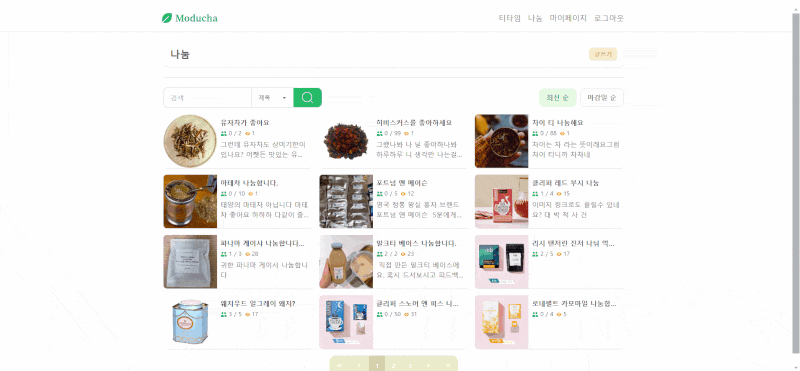 Moducha
티타임 나눔 마이페이지 로그아웃
나눔
글쓰기
검색 제목
최신 순 마감일 순
유자차가 좋아요
0 / 2 1
그런데 유자차도 상미기한이
있나요? 어쨋든 맛있는 유...
히비스커스를 좋아하세요
0 / 99 1
그랬나봐 나 널 좋아하나봐
하루하루 니 생각만 나는걸...
차이 티 나눔해요
0 / 88 1
차이는 차 라는 뜻이래요그럼
차이 티니까 차차네
마테차 나눔합니다.
0 / 10 1
태양의 마테차 아닙니다 마테
차 좋아요 하하하 다같이 즐...
포트넘 앤 메이슨
0 / 5 12
영국 정통 왕실 홍차 브랜드
포트넘 앤 메이슨 5분에게...
클리퍼 레드 부시 나눔
1 / 4 15
이미지 링크로도 올릴수 있네
요? 대 박 적 사 건
파나마 게이샤 나눔합니다...
1 / 3 28
귀한 파나마 게이샤 나눔합니
다
밀크티 베이스 나눔합니다.
2 / 2 23
직접 만든 밀크티 베이스에
요. 혹시 드셔보시고 피드백...
리시 탠저린 진저 나눔
2 / 5 17
웨지우드 얼그레이 왜지?
3 / 5 17
클리퍼 스노어 앤 피스 나...
0 / 50 31
로네펠트 카모마일 나눔합...
0 / 4 5
1 2 3